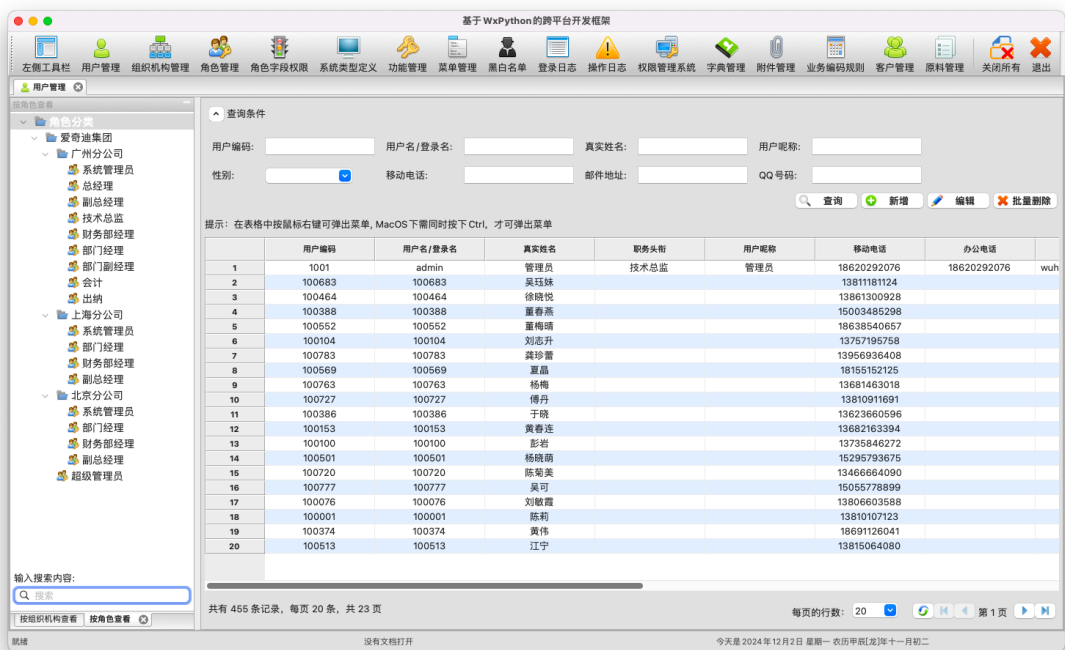 基于WxPython的跨平台开发框架
左侧工具栏 用户管理 组织机构管理 角色管理 角色字段权限 系统类型定义 功能管理 菜单管理 黑白名单 登录日志 操作日志 权限管理系统 字典管理 附件管理 业务编码规则 客户管理 原料管理 关闭所有 退出
用户管理
按角色查看
角色分类
爱奇迪集团
广州分公司
系统管理员
总经理
副总经理
技术总监
财务部经理
部门经理
部门副经理
会计
出纳
上海分公司
系统管理员
部门经理
财务部经理
副总经理
北京分公司
系统管理员
部门经理
财务部经理
副总经理
超级管理员
输入搜索内容:
搜索
按组织机构查看 按角色查看
查询条件
用户编码: 用户名/登录名: 真实姓名: 用户昵称:
性别: 移动电话: 邮件地址: QQ号码:
查询 新增 编辑 批量删除
提示：在表格中按鼠标右键可弹出菜单, MacOS下需同时按下Ctrl，才可弹出菜单
用户编码 用户名/登录名 真实姓名 职务头衔 用户昵称 移动电话 办公电话
1 1001 admin 管理员 技术总监 管理员 18620292076 18620292076 wuh
2 100683 100683 吴珏妹 13811181124
3 100464 100464 徐晓悦 13861300928
4 100388 100388 董春燕 15003485298
5 100552 100552 董梅晴 18638540657
6 100104 100104 刘志升 13757195758
7 100783 100783 龚珍蕾 13956936408
8 100569 100569 夏晶 18155152125
9 100763 100763 杨梅 13681463018
10 100727 100727 傅丹 13810911691
11 100386 100386 于晓 13623660596
12 100153 100153 黄春连 13682163394
13 100100 100100 彭岩 13735846272
14 100501 100501 杨晓萌 15295793675
15 100720 100720 陈菊美 13466664090
16 100777 100777 吴可 15055778899
17 100076 100076 刘敏霞 13806603588
18 100001 100001 陈莉 13810107123
19 100374 100374 黄伟 18691126041
20 100513 100513 江宁 13815064080
共有 455 条记录，每页 20 条，共 23 页
每页的行数: 20 第1页
就绪 没有文档打开 今天是2024年12月2日 星期一 农历甲辰[龙]年十一月初二